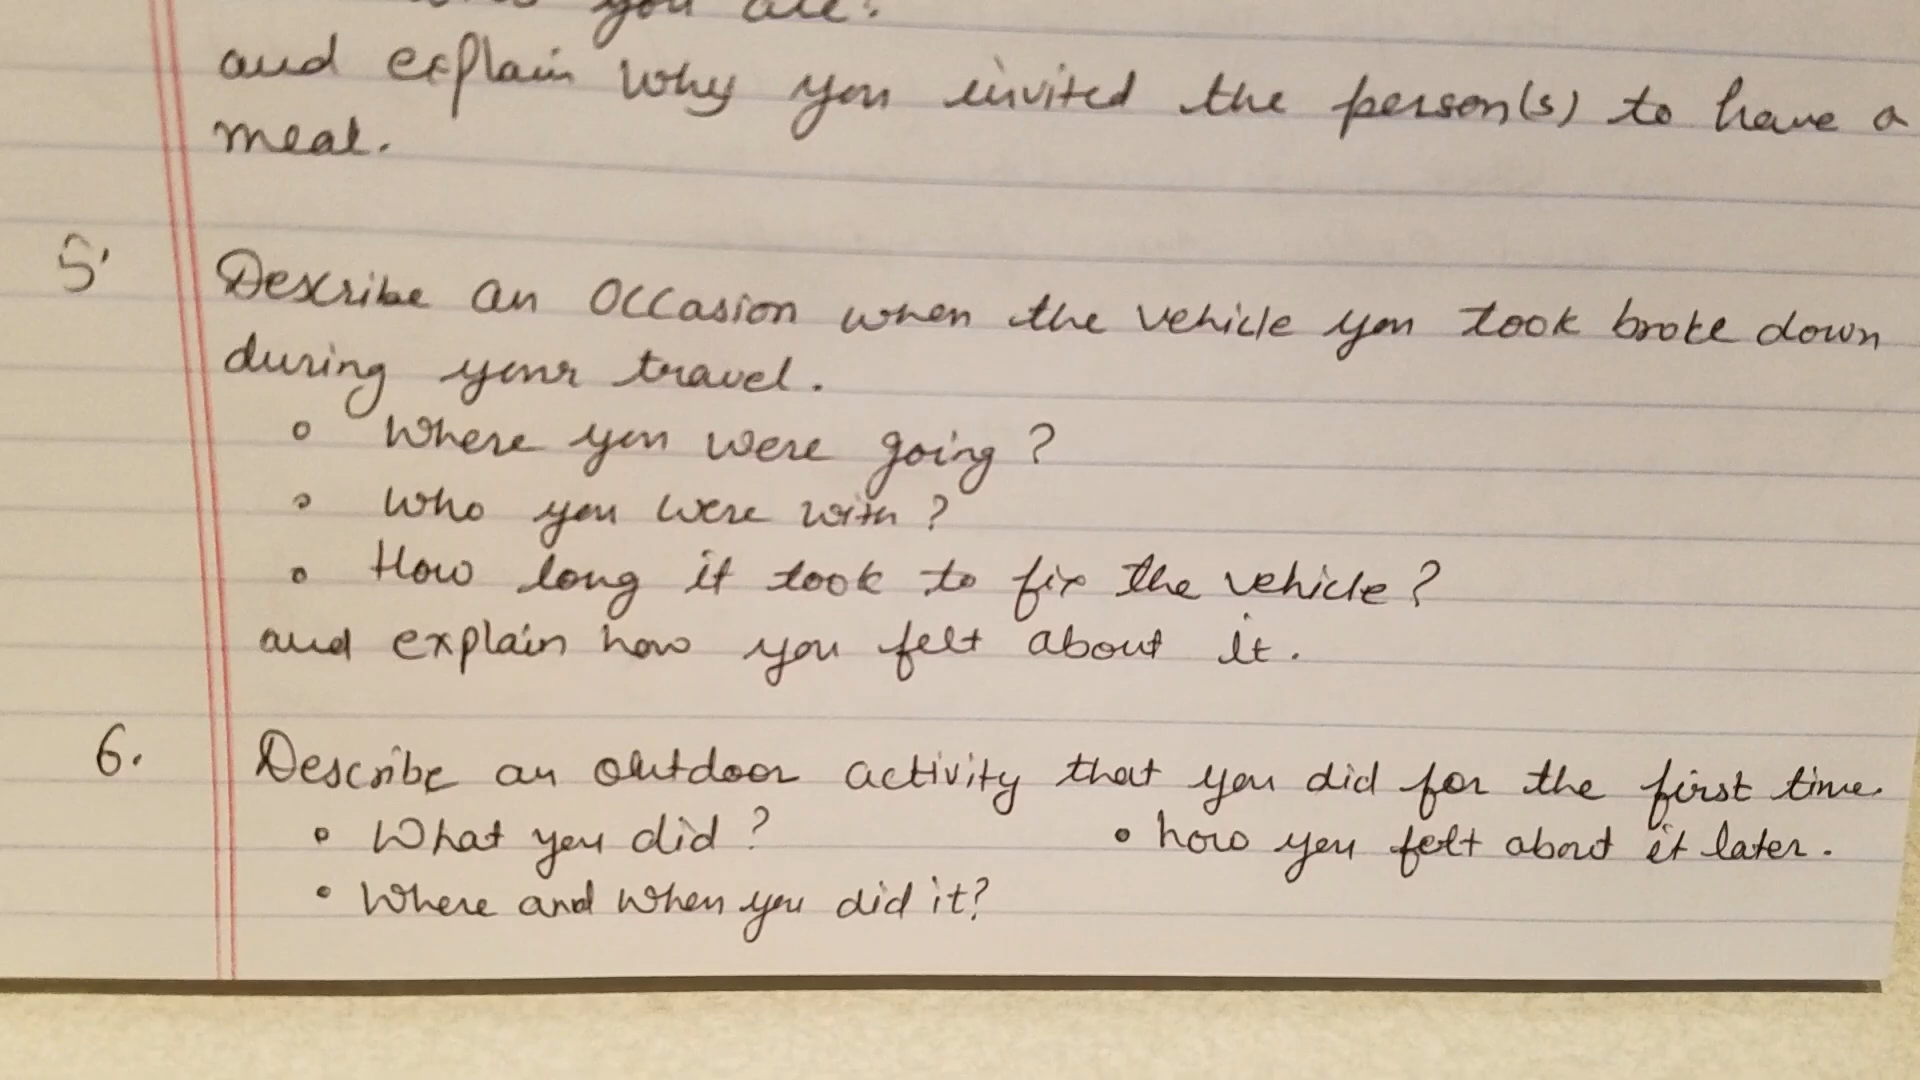 you are.
and explain why you invited the person(s) to have a
meal.
5. Describe an Occasion when the vehicle you took broke down
during your travel.
o Where you were going?
o Who you were with?
o How long it took to fix the vehicle?
and explain how you felt about it.
6. Describe an outdoor activity that you did for the first time.
• What you did? • how you felt about it later.
• Where and when you did it?